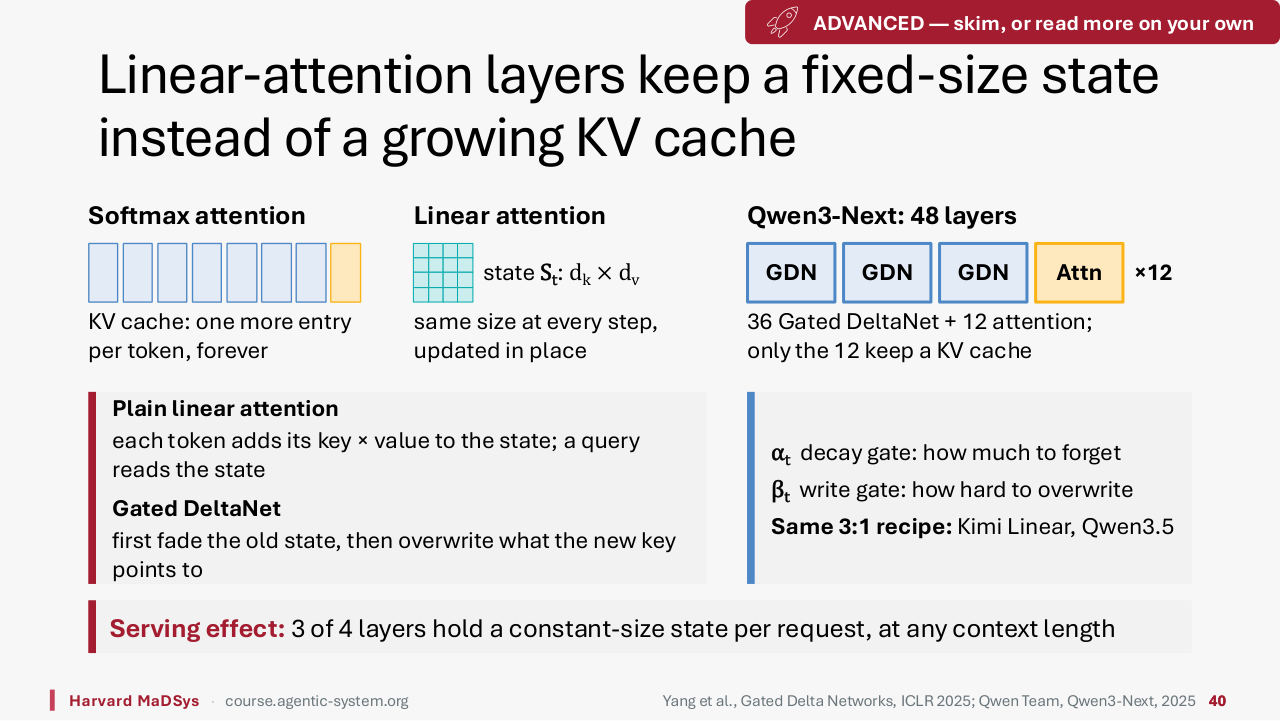 ADVANCED — skim, or read more on your own
Linear-attention layers keep a fixed-size state
instead of a growing KV cache
Softmax attention
KV cache: one more entry
per token, forever
Linear attention
state Sₜ: dₖ × dᵥ
same size at every step,
updated in place
Qwen3-Next: 48 layers
GDN GDN GDN Attn ×12
36 Gated DeltaNet + 12 attention;
only the 12 keep a KV cache
Plain linear attention
each token adds its key × value to the state; a query
reads the state
Gated DeltaNet
first fade the old state, then overwrite what the new key
points to
αₜ decay gate: how much to forget
βₜ write gate: how hard to overwrite
Same 3:1 recipe: Kimi Linear, Qwen3.5
Serving effect: 3 of 4 layers hold a constant-size state per request, at any context length
Harvard MaDSys · course.agentic-system.org
Yang et al., Gated Delta Networks, ICLR 2025; Qwen Team, Qwen3-Next, 2025 40